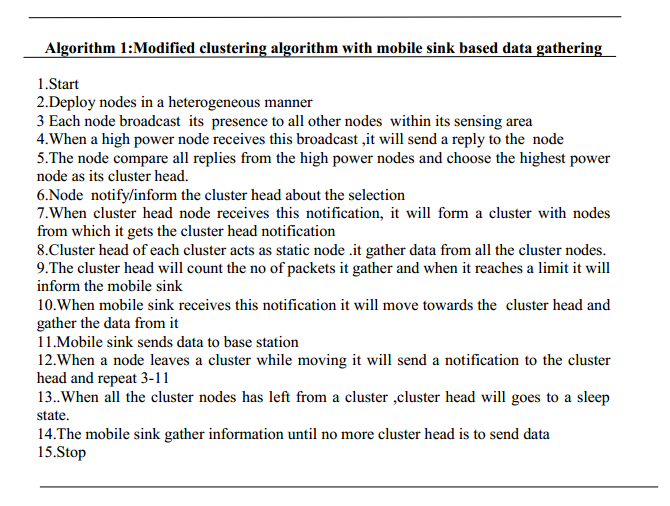 Algorithm 1:Modified clustering algorithm with mobile sink based data gathering
1.Start
2.Deploy nodes in a heterogeneous manner
3 Each node broadcast its presence to all other nodes within its sensing area
4.When a high power node receives this broadcast ,it will send a reply to the node
5.The node compare all replies from the high power nodes and choose the highest power
node as its cluster head.
6.Node notify/inform the cluster head about the selection
7.When cluster head node receives this notification, it will form a cluster with nodes
from which it gets the cluster head notification
8.Cluster head of each cluster acts as static node .it gather data from all the cluster nodes.
9.The cluster head will count the no of packets it gather and when it reaches a limit it will
inform the mobile sink
10.When mobile sink receives this notification it will move towards the cluster head and
gather the data from it
11.Mobile sink sends data to base station
12.When a node leaves a cluster while moving it will send a notification to the cluster
head and repeat 3-11
13..When all the cluster nodes has left from a cluster ,cluster head will goes to a sleep
state.
14.The mobile sink gather information until no more cluster head is to send data
15.Stop